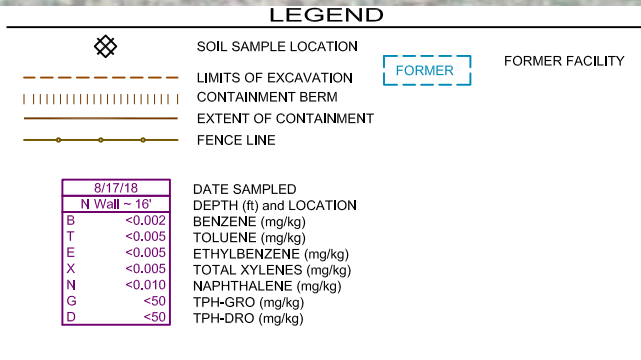 LEGEND
SOIL SAMPLE LOCATION
LIMITS OF EXCAVATION
CONTAINMENT BERM
EXTENT OF CONTAINMENT
FENCE LINE
FORMER
FORMER FACILITY
8/17/18 DATE SAMPLED
N Wall ~ 16' DEPTH (ft) and LOCATION
B <0.002 BENZENE (mg/kg)
T <0.005 TOLUENE (mg/kg)
E <0.005 ETHYLBENZENE (mg/kg)
X <0.005 TOTAL XYLENES (mg/kg)
N <0.010 NAPHTHALENE (mg/kg)
G <50 TPH-GRO (mg/kg)
D <50 TPH-DRO (mg/kg)